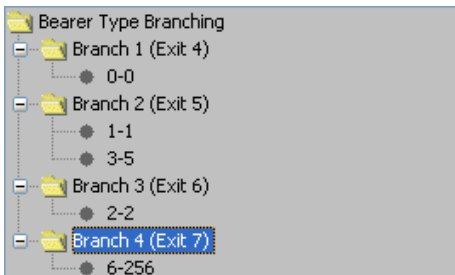 Bearer Type Branching
Branch 1 (Exit 4)
0-0
Branch 2 (Exit 5)
1-1
3-5
Branch 3 (Exit 6)
2-2
Branch 4 (Exit 7)
6-256